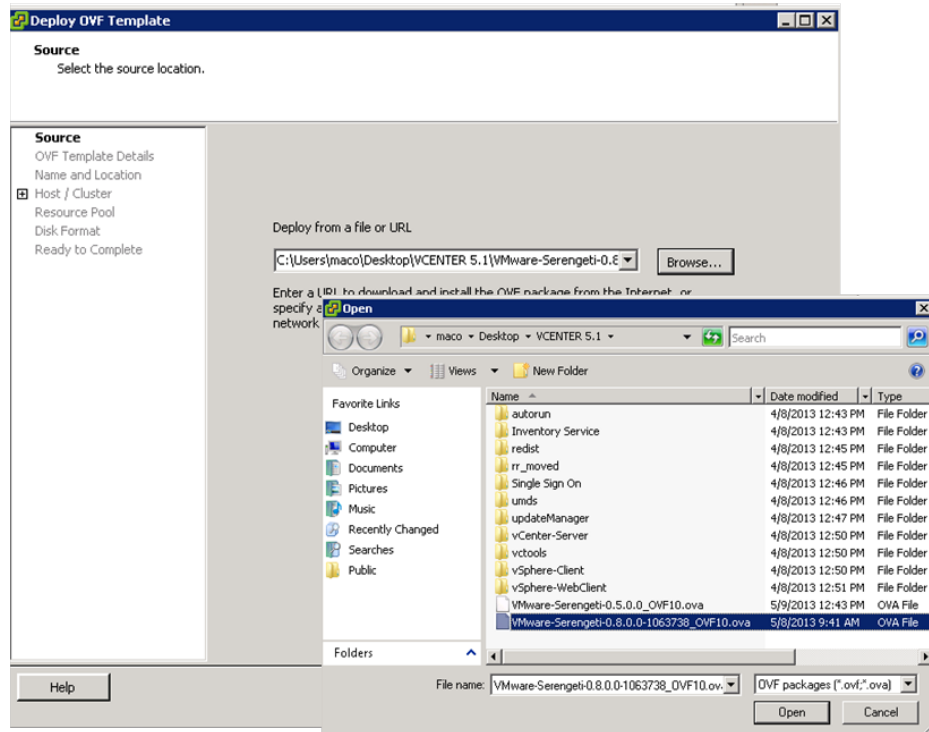 Deploy OVF Template
Source
Select the source location.
Source
OVF Template Details
Name and Location
Host / Cluster
Resource Pool
Disk Format
Ready to Complete
Deploy from a file or URL
C:\Users\maco\Desktop\VCENTER 5.1\VMware-Serengeti-0.8
Browse...
Enter a URL to download and install the OVF package from the Internet, or
specify a
network
Help
Open
maco Desktop VCENTER 5.1
Search
Organize Views New Folder
Favorite Links
Desktop
Computer
Documents
Pictures
Music
Recently Changed
Searches
Public
Folders
Name Date modified Type
autorun 4/8/2013 12:43 PM File Folder
Inventory Service 4/8/2013 12:43 PM File Folder
redist 4/8/2013 12:45 PM File Folder
rr_moved 4/8/2013 12:45 PM File Folder
Single Sign On 4/8/2013 12:46 PM File Folder
umds 4/8/2013 12:46 PM File Folder
updateManager 4/8/2013 12:47 PM File Folder
vCenter-Server 4/8/2013 12:50 PM File Folder
vctools 4/8/2013 12:50 PM File Folder
vSphere-Client 4/8/2013 12:50 PM File Folder
vSphere-WebClient 4/8/2013 12:51 PM File Folder
VMware-Serengeti-0.5.0.0_OVF10.ova 5/9/2013 12:43 PM OVA File
VMware-Serengeti-0.8.0.0-1063738_OVF10.ova 5/8/2013 9:41 AM OVA File
File name: VMware-Serengeti-0.8.0.0-1063738_OVF10.ov OVF packages (*.ovf;*.ova)
Open Cancel